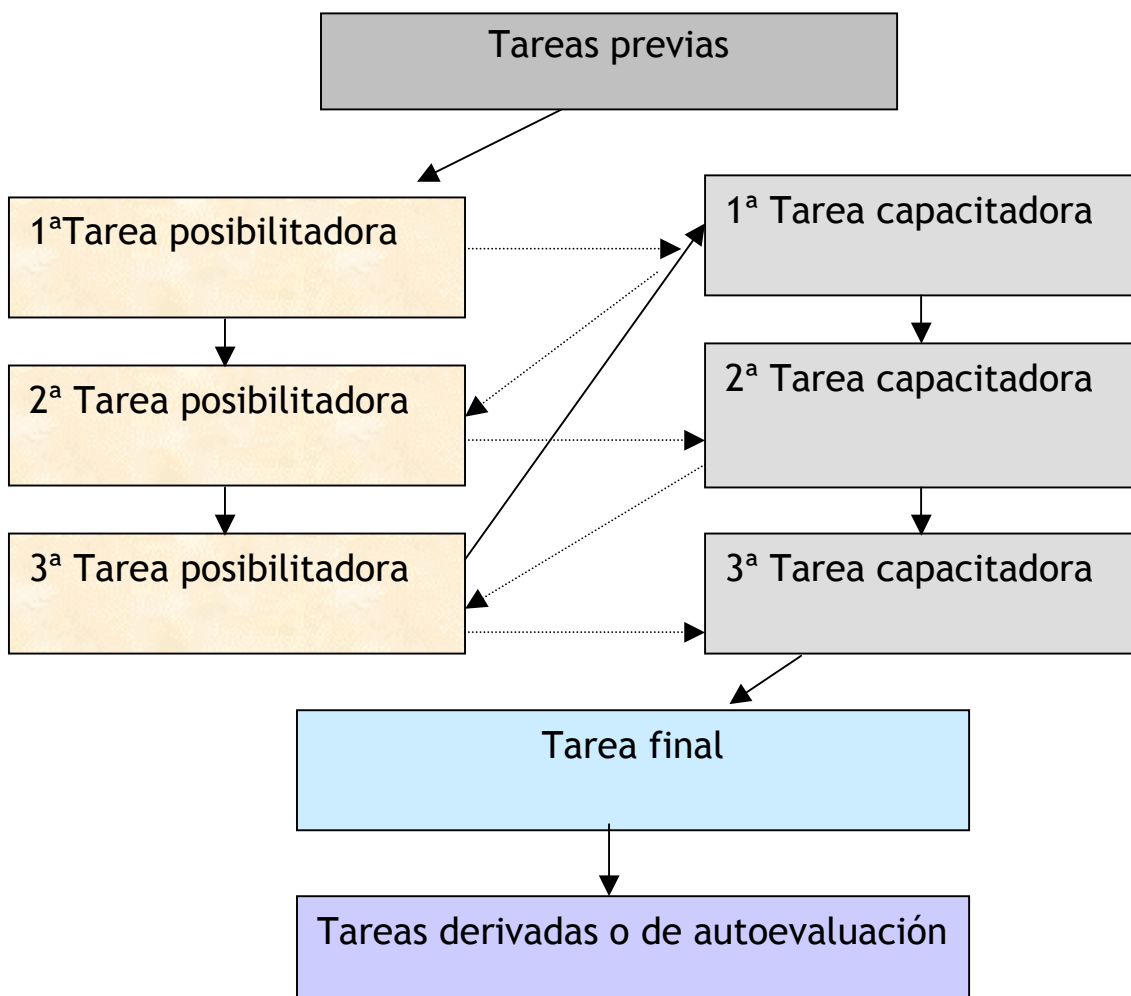 Tareas previas
1ªTarea posibilitadora
1ª Tarea capacitadora
2ª Tarea posibilitadora
2ª Tarea capacitadora
3ª Tarea posibilitadora
3ª Tarea capacitadora
Tarea final
Tareas derivadas o de autoevaluación